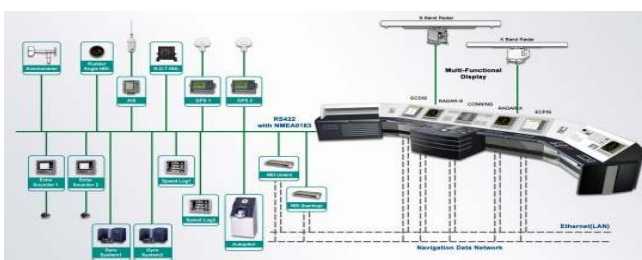 S Band Radar
X Band Radar
Multi-Functional
Display
ECDIS
RADAR-B
CONNING
RADAR-A
ECDIS
Anemometer
Rudder
Angle IND.
R.O.T IND.
AIS
GPS 1
GPS 2
RS422
with NMEA0183
Echo
Sounder 1
Echo
Sounder 2
Speed Log1
Speed Log2
Gyro
System1
Gyro
System2
Autopilot
Ethernet(LAN)
Navigation Data Network